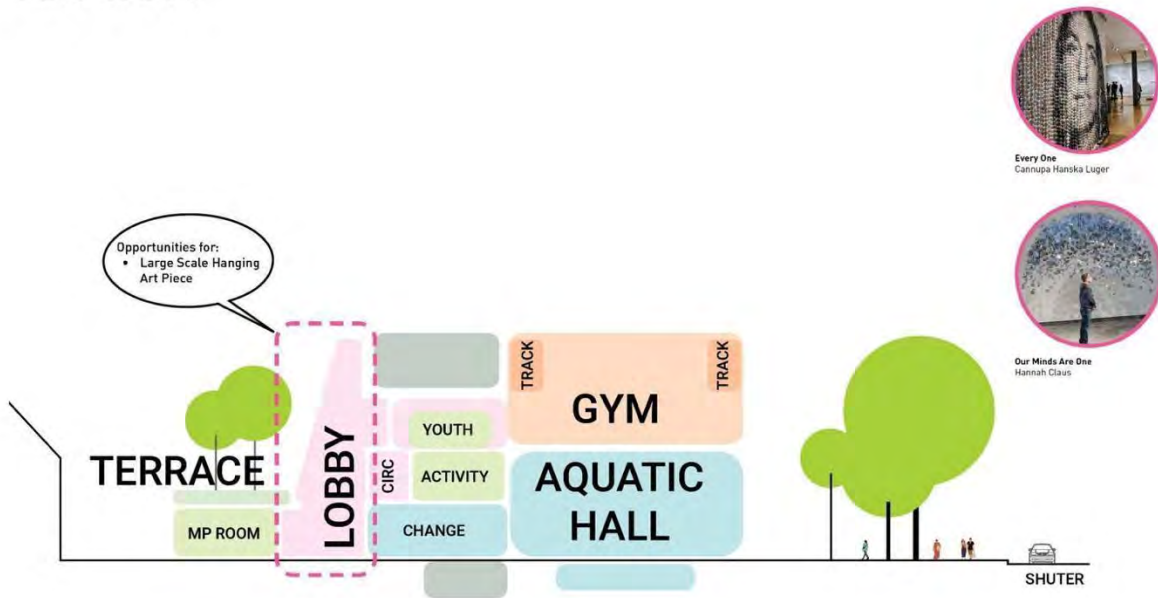 Every One
Cannupa Hanska Luger
Opportunities for:
• Large Scale Hanging
Art Piece
Our Minds Are One
Hannah Claus
TRACK
TRACK
GYM
YOUTH
TERRACE
LOBBY
CIRC
ACTIVITY
AQUATIC
HALL
MP ROOM
CHANGE
SHUTER